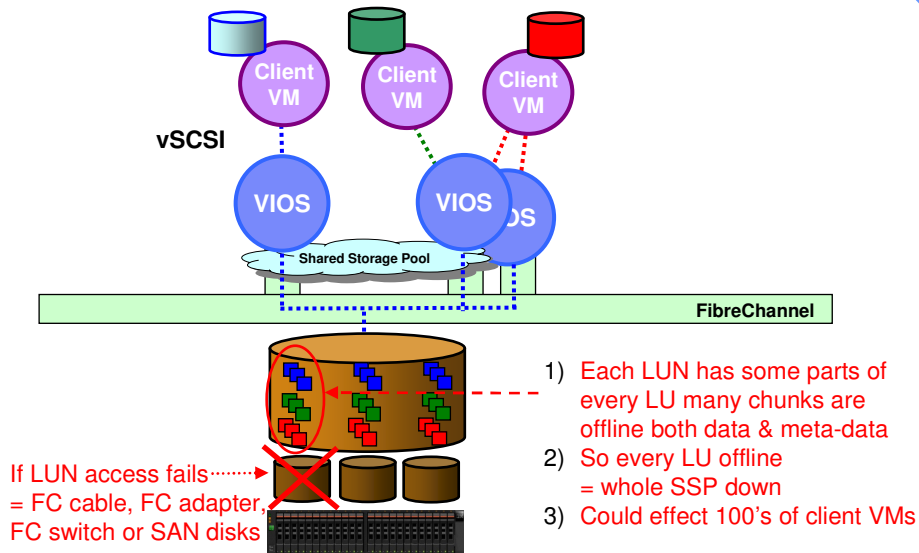 Client
VM
Client
VM
Client
VM
vSCSI
VIOS
VIOS
OS
Shared Storage Pool
FibreChannel
1) Each LUN has some parts of
every LU many chunks are
offline both data & meta-data
2) So every LU offline
= whole SSP down
3) Could effect 100's of client VMs
If LUN access fails
= FC cable, FC adapter,
FC switch or SAN disks